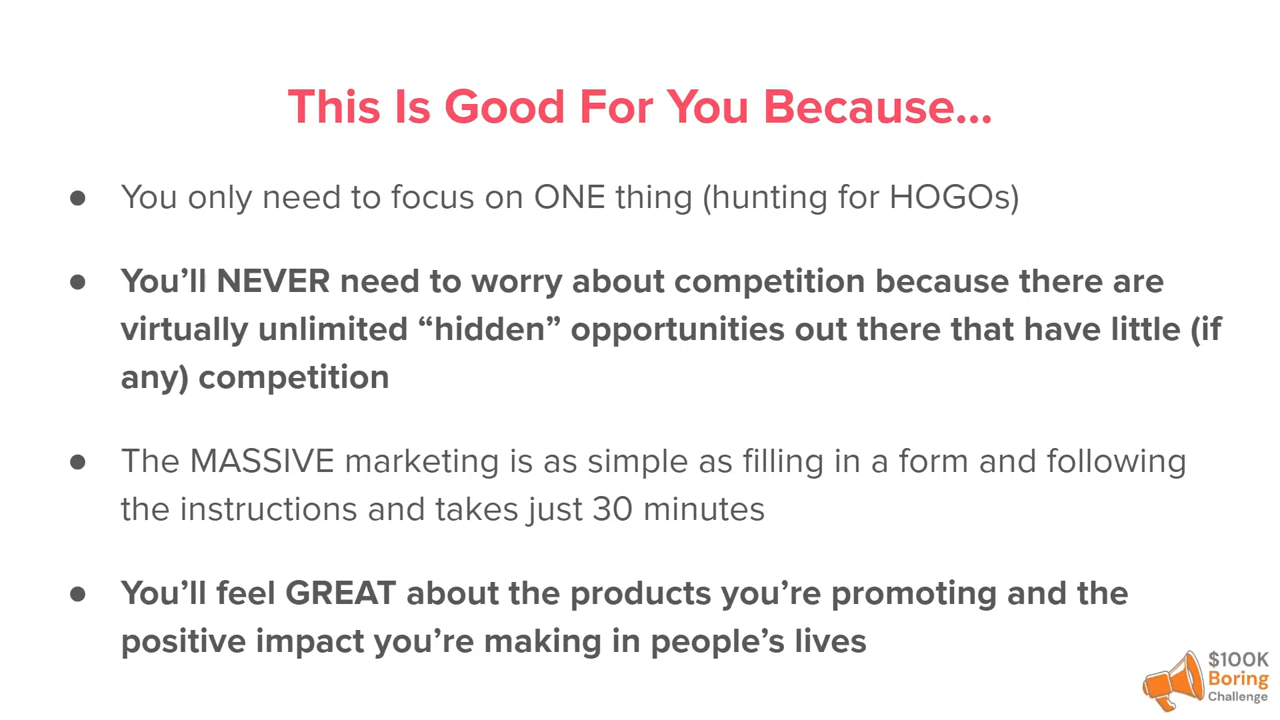 This Is Good For You Because...
● You only need to focus on ONE thing (hunting for HOGOs)
● You’ll NEVER need to worry about competition because there are
virtually unlimited “hidden” opportunities out there that have little (if
any) competition
● The MASSIVE marketing is as simple as filling in a form and following
the instructions and takes just 30 minutes
● You’ll feel GREAT about the products you’re promoting and the
positive impact you’re making in people’s lives
$100K
Boring
Challenge